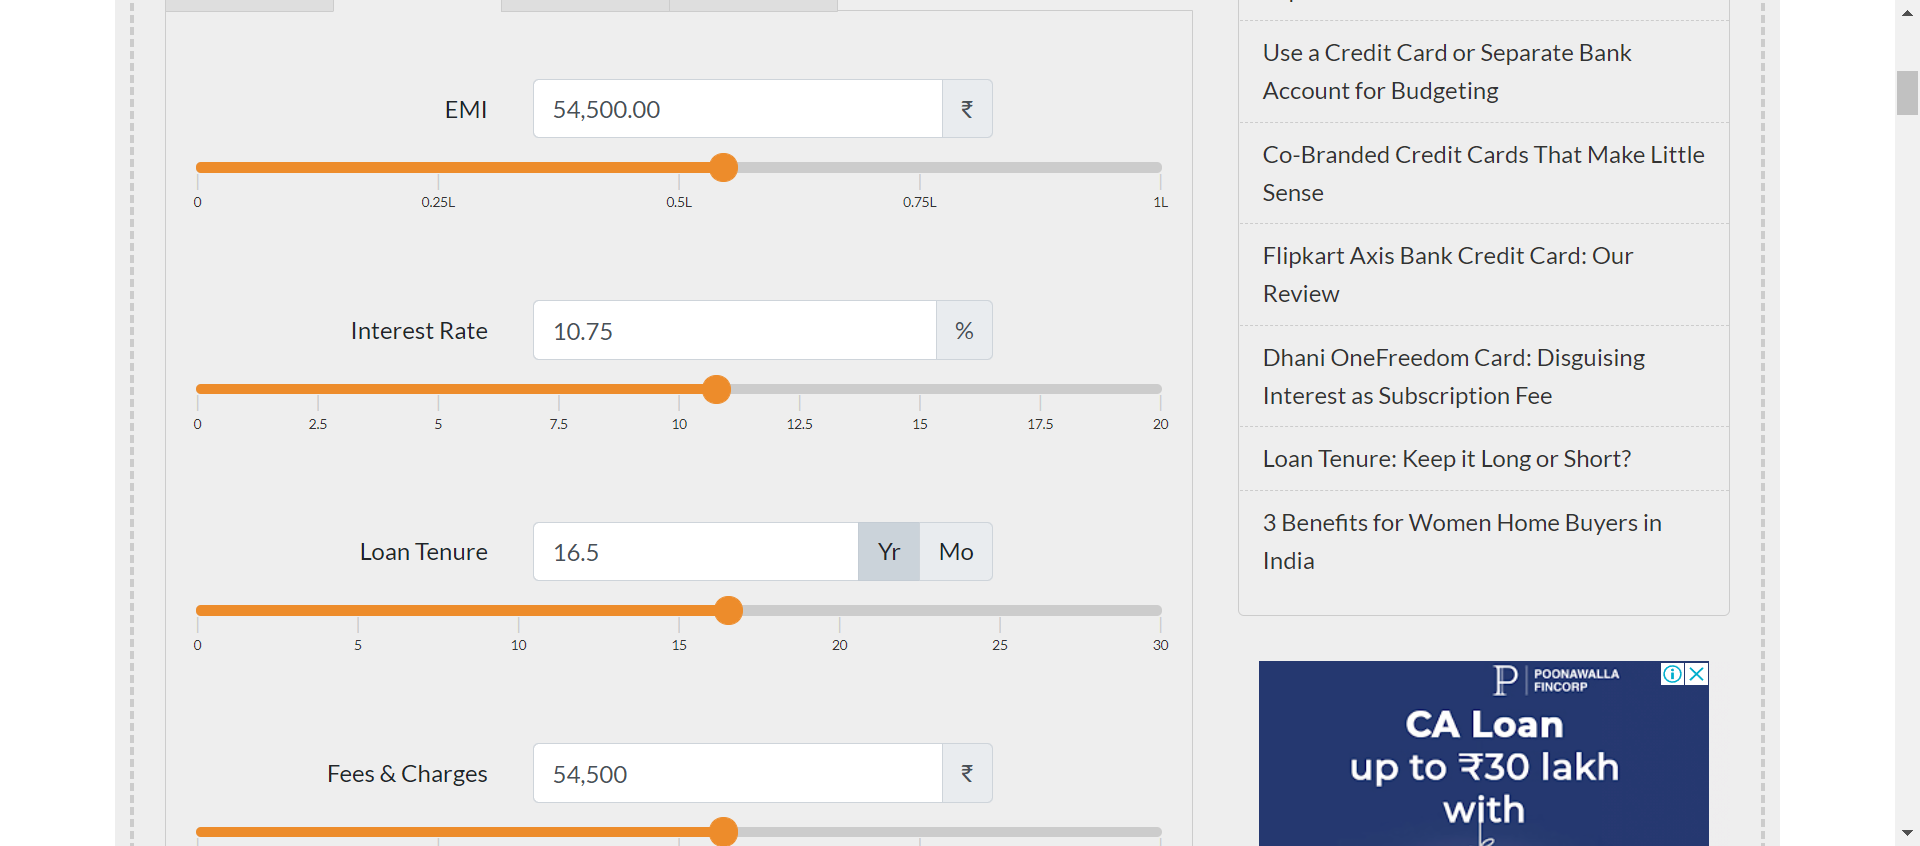 EMI
54,500.00
₹
0
0.25L
0.5L
0.75L
1L
Interest Rate
10.75
%
0
2.5
5
7.5
10
12.5
15
17.5
20
Loan Tenure
16.5
Yr
Mo
0
5
10
15
20
25
30
Fees & Charges
54,500
₹
Use a Credit Card or Separate Bank
Account for Budgeting
Co-Branded Credit Cards That Make Little
Sense
Flipkart Axis Bank Credit Card: Our
Review
Dhani OneFreedom Card: Disguising
Interest as Subscription Fee
Loan Tenure: Keep it Long or Short?
3 Benefits for Women Home Buyers in
India
POONAWALLA
FINCORP
CA Loan
up to ₹30 lakh
with